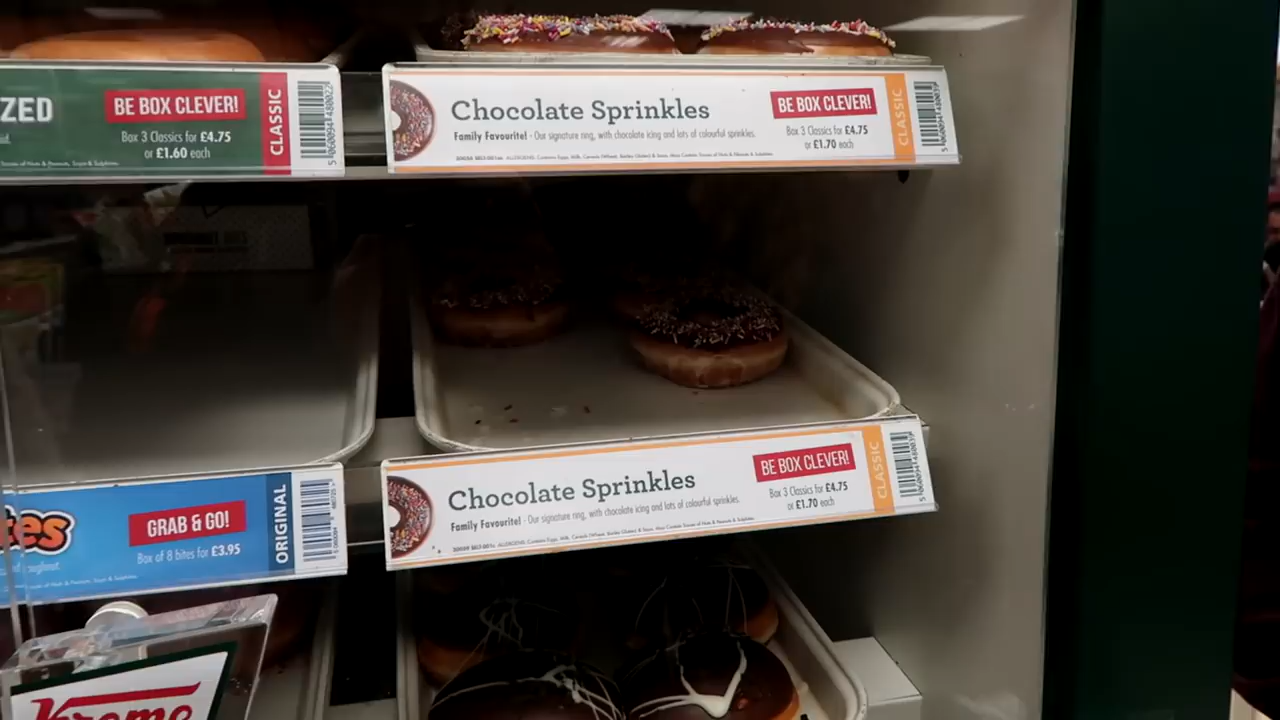 ZED
BE BOX CLEVER!
Box 3 Classics for £4.75
or £1.60 each
CLASSIC
Chocolate Sprinkles
Family Favourite! - Our signature ring, with chocolate icing and lots of colourful sprinkles.
BE BOX CLEVER!
Box 3 Classics for £4.75
or £1.70 each
CLASSIC
tes
GRAB & GO!
Box of 8 bites for £3.95
ORIGINAL
Chocolate Sprinkles
Family Favourite! - Our signature ring, with chocolate icing and lots of colourful sprinkles.
BE BOX CLEVER!
Box 3 Classics for £4.75
or £1.70 each
CLASSIC
Kreme